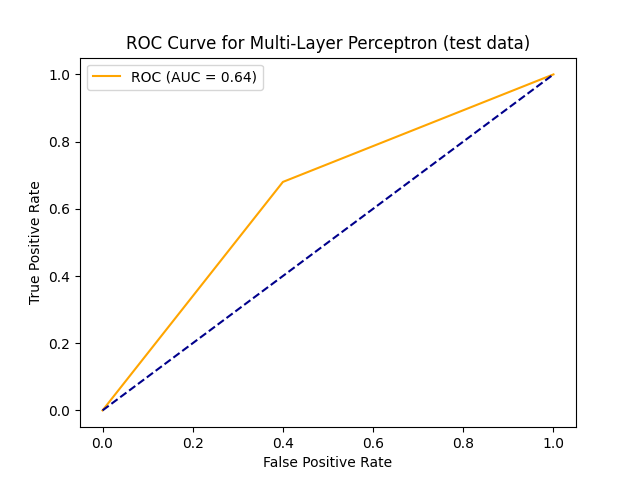 ROC Curve for Multi-Layer Perceptron (test data)
ROC (AUC = 0.64)
1.0
0.8
0.6
0.4
0.2
0.0
True Positive Rate
0.0 0.2 0.4 0.6 0.8 1.0
False Positive Rate